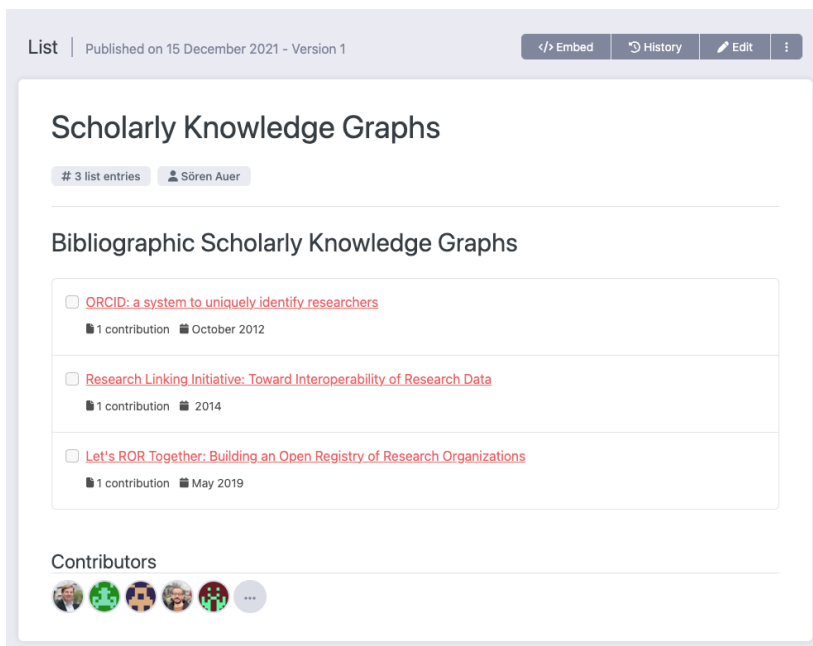 List | Published on 15 December 2021 - Version 1
</> Embed History Edit
Scholarly Knowledge Graphs
# 3 list entries Sören Auer
Bibliographic Scholarly Knowledge Graphs
ORCID: a system to uniquely identify researchers
1 contribution October 2012
Research Linking Initiative: Toward Interoperability of Research Data
1 contribution 2014
Let's ROR Together: Building an Open Registry of Research Organizations
1 contribution May 2019
Contributors
...